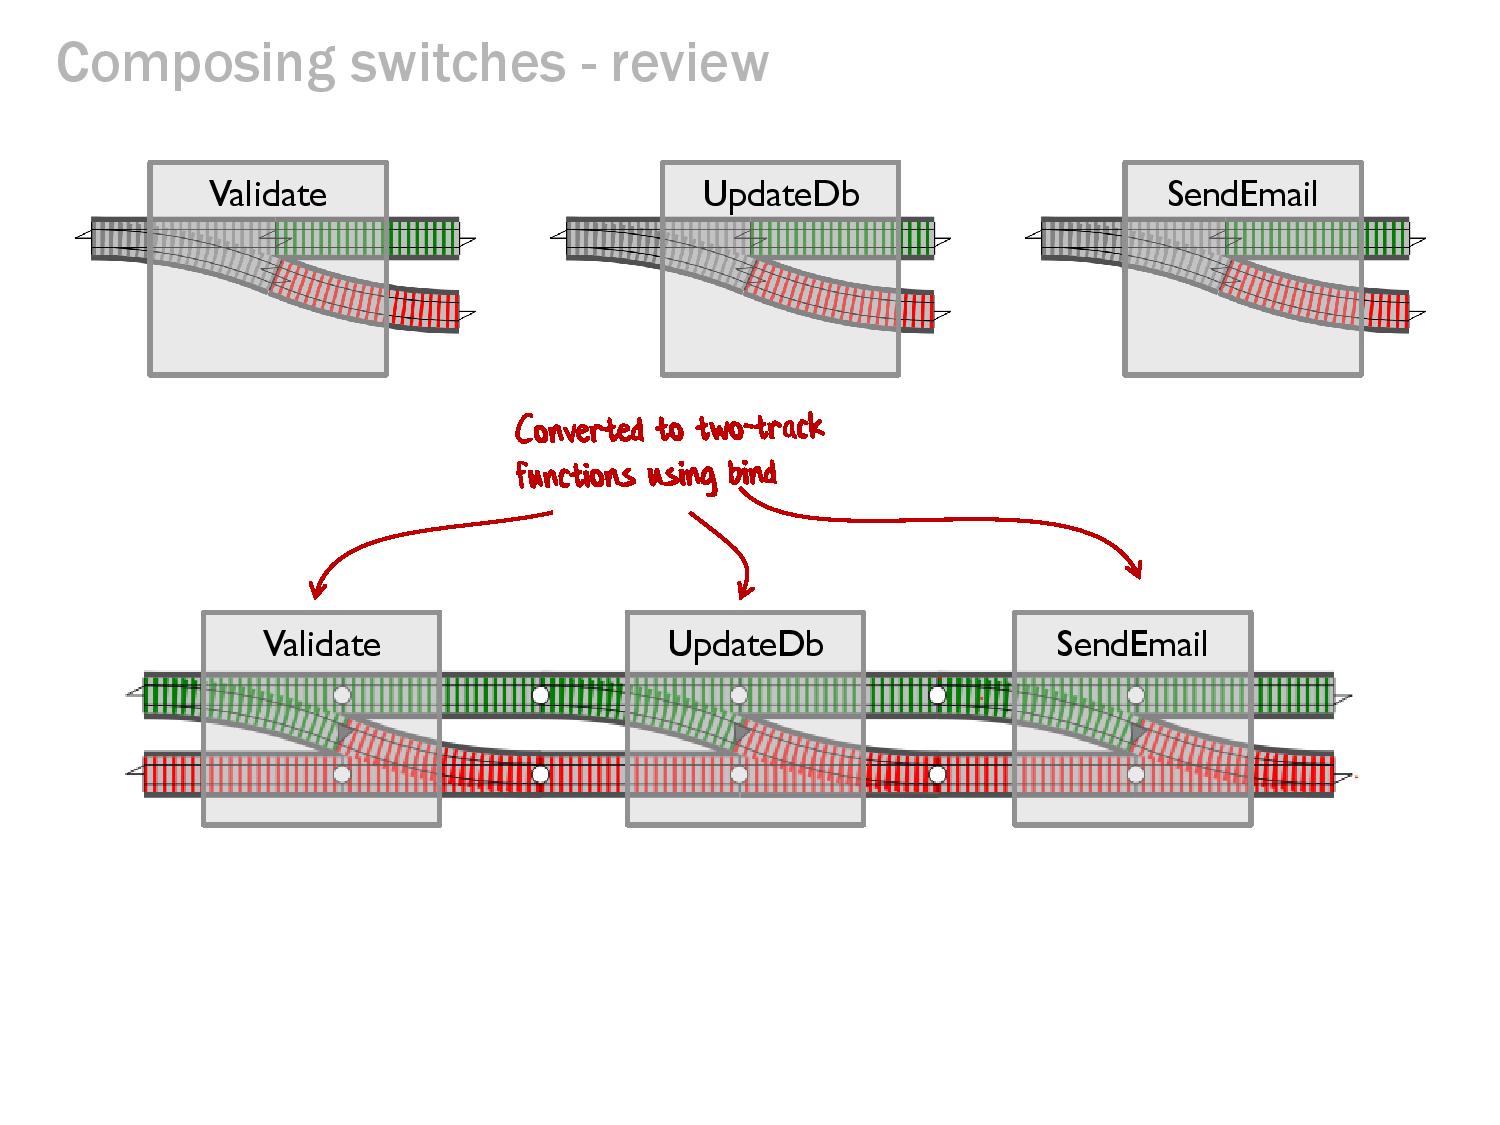 Composing switches - review
Validate
UpdateDb
SendEmail
Converted to two-track
functions using bind
Validate
UpdateDb
SendEmail